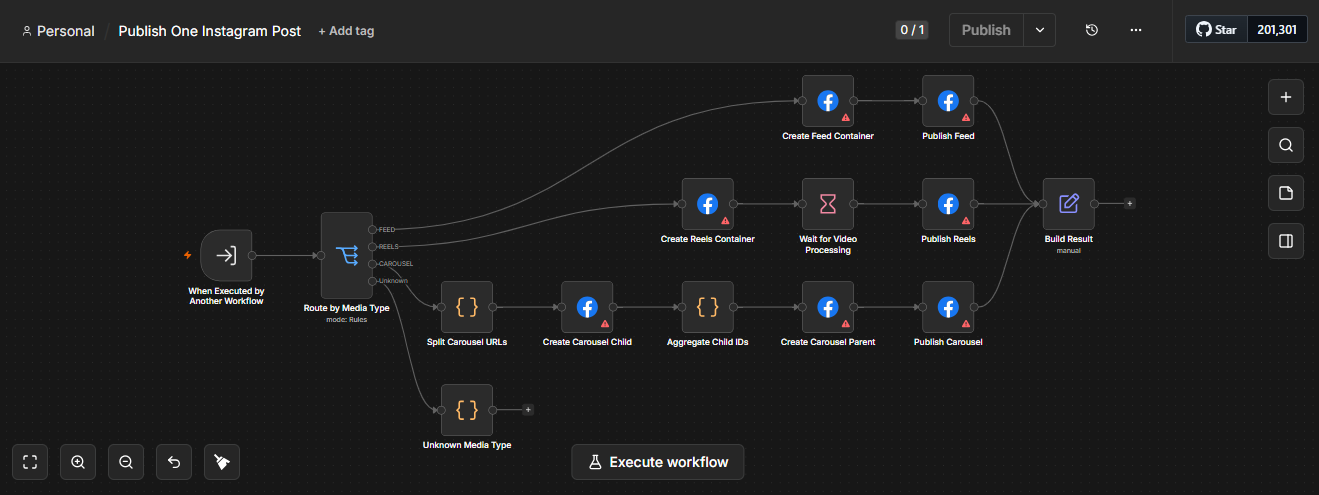 Personal / Publish One Instagram Post + Add tag
0 / 1
Publish
Star 201,301
Create Feed Container
Publish Feed
FEED
REELS
CAROUSEL
Unknown
When Executed by
Another Workflow
Route by Media Type
mode: Rules
Create Reels Container
Wait for Video
Processing
Publish Reels
Build Result
manual
Split Carousel URLs
Create Carousel Child
Aggregate Child IDs
Create Carousel Parent
Publish Carousel
Unknown Media Type
Execute workflow